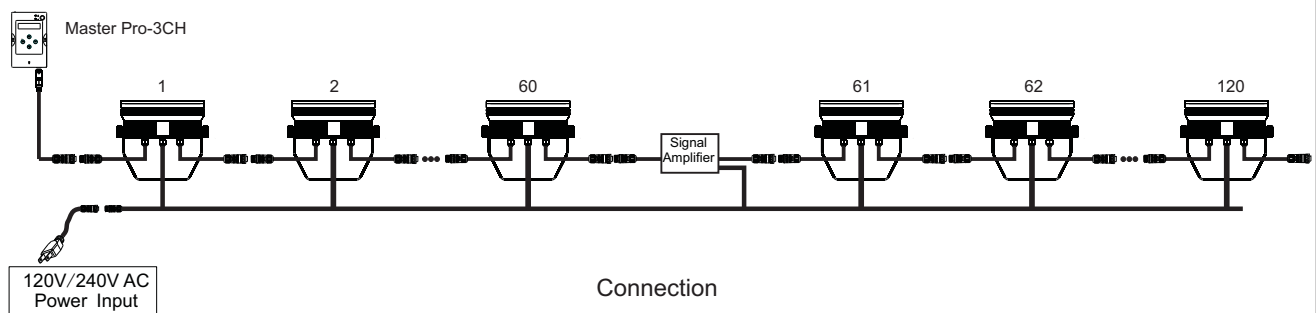 Master Pro-3CH
1
2
60
61
62
120
Signal
Amplifier
120V/240V AC
Power Input
Connection